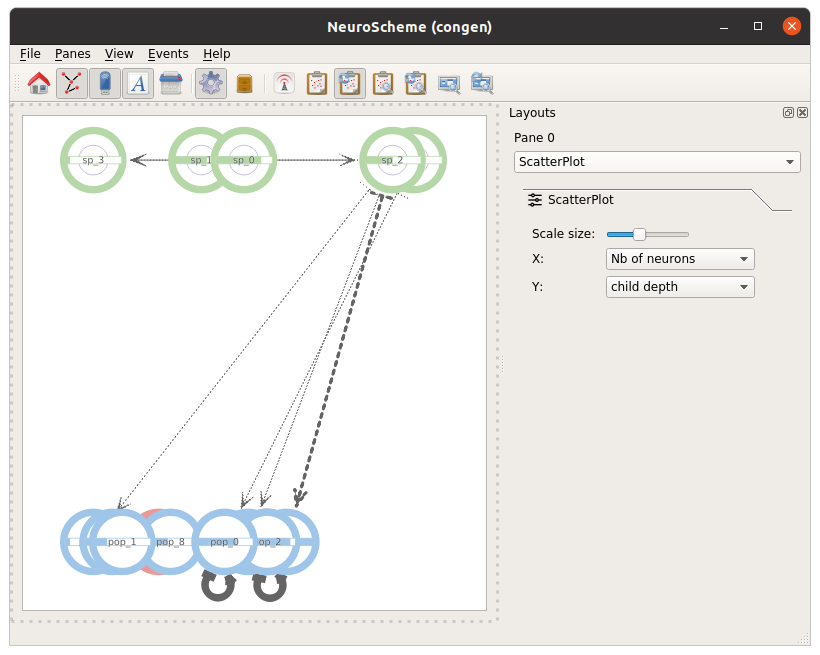 NeuroScheme (congen)
File Panes View Events Help
A
Layouts
Pane 0
ScatterPlot
ScatterPlot
Scale size:
X: Nb of neurons
Y: child depth
sp_3 sp_1 sp_0 sp_2
pop_1 pop_8 pop_0 op_2